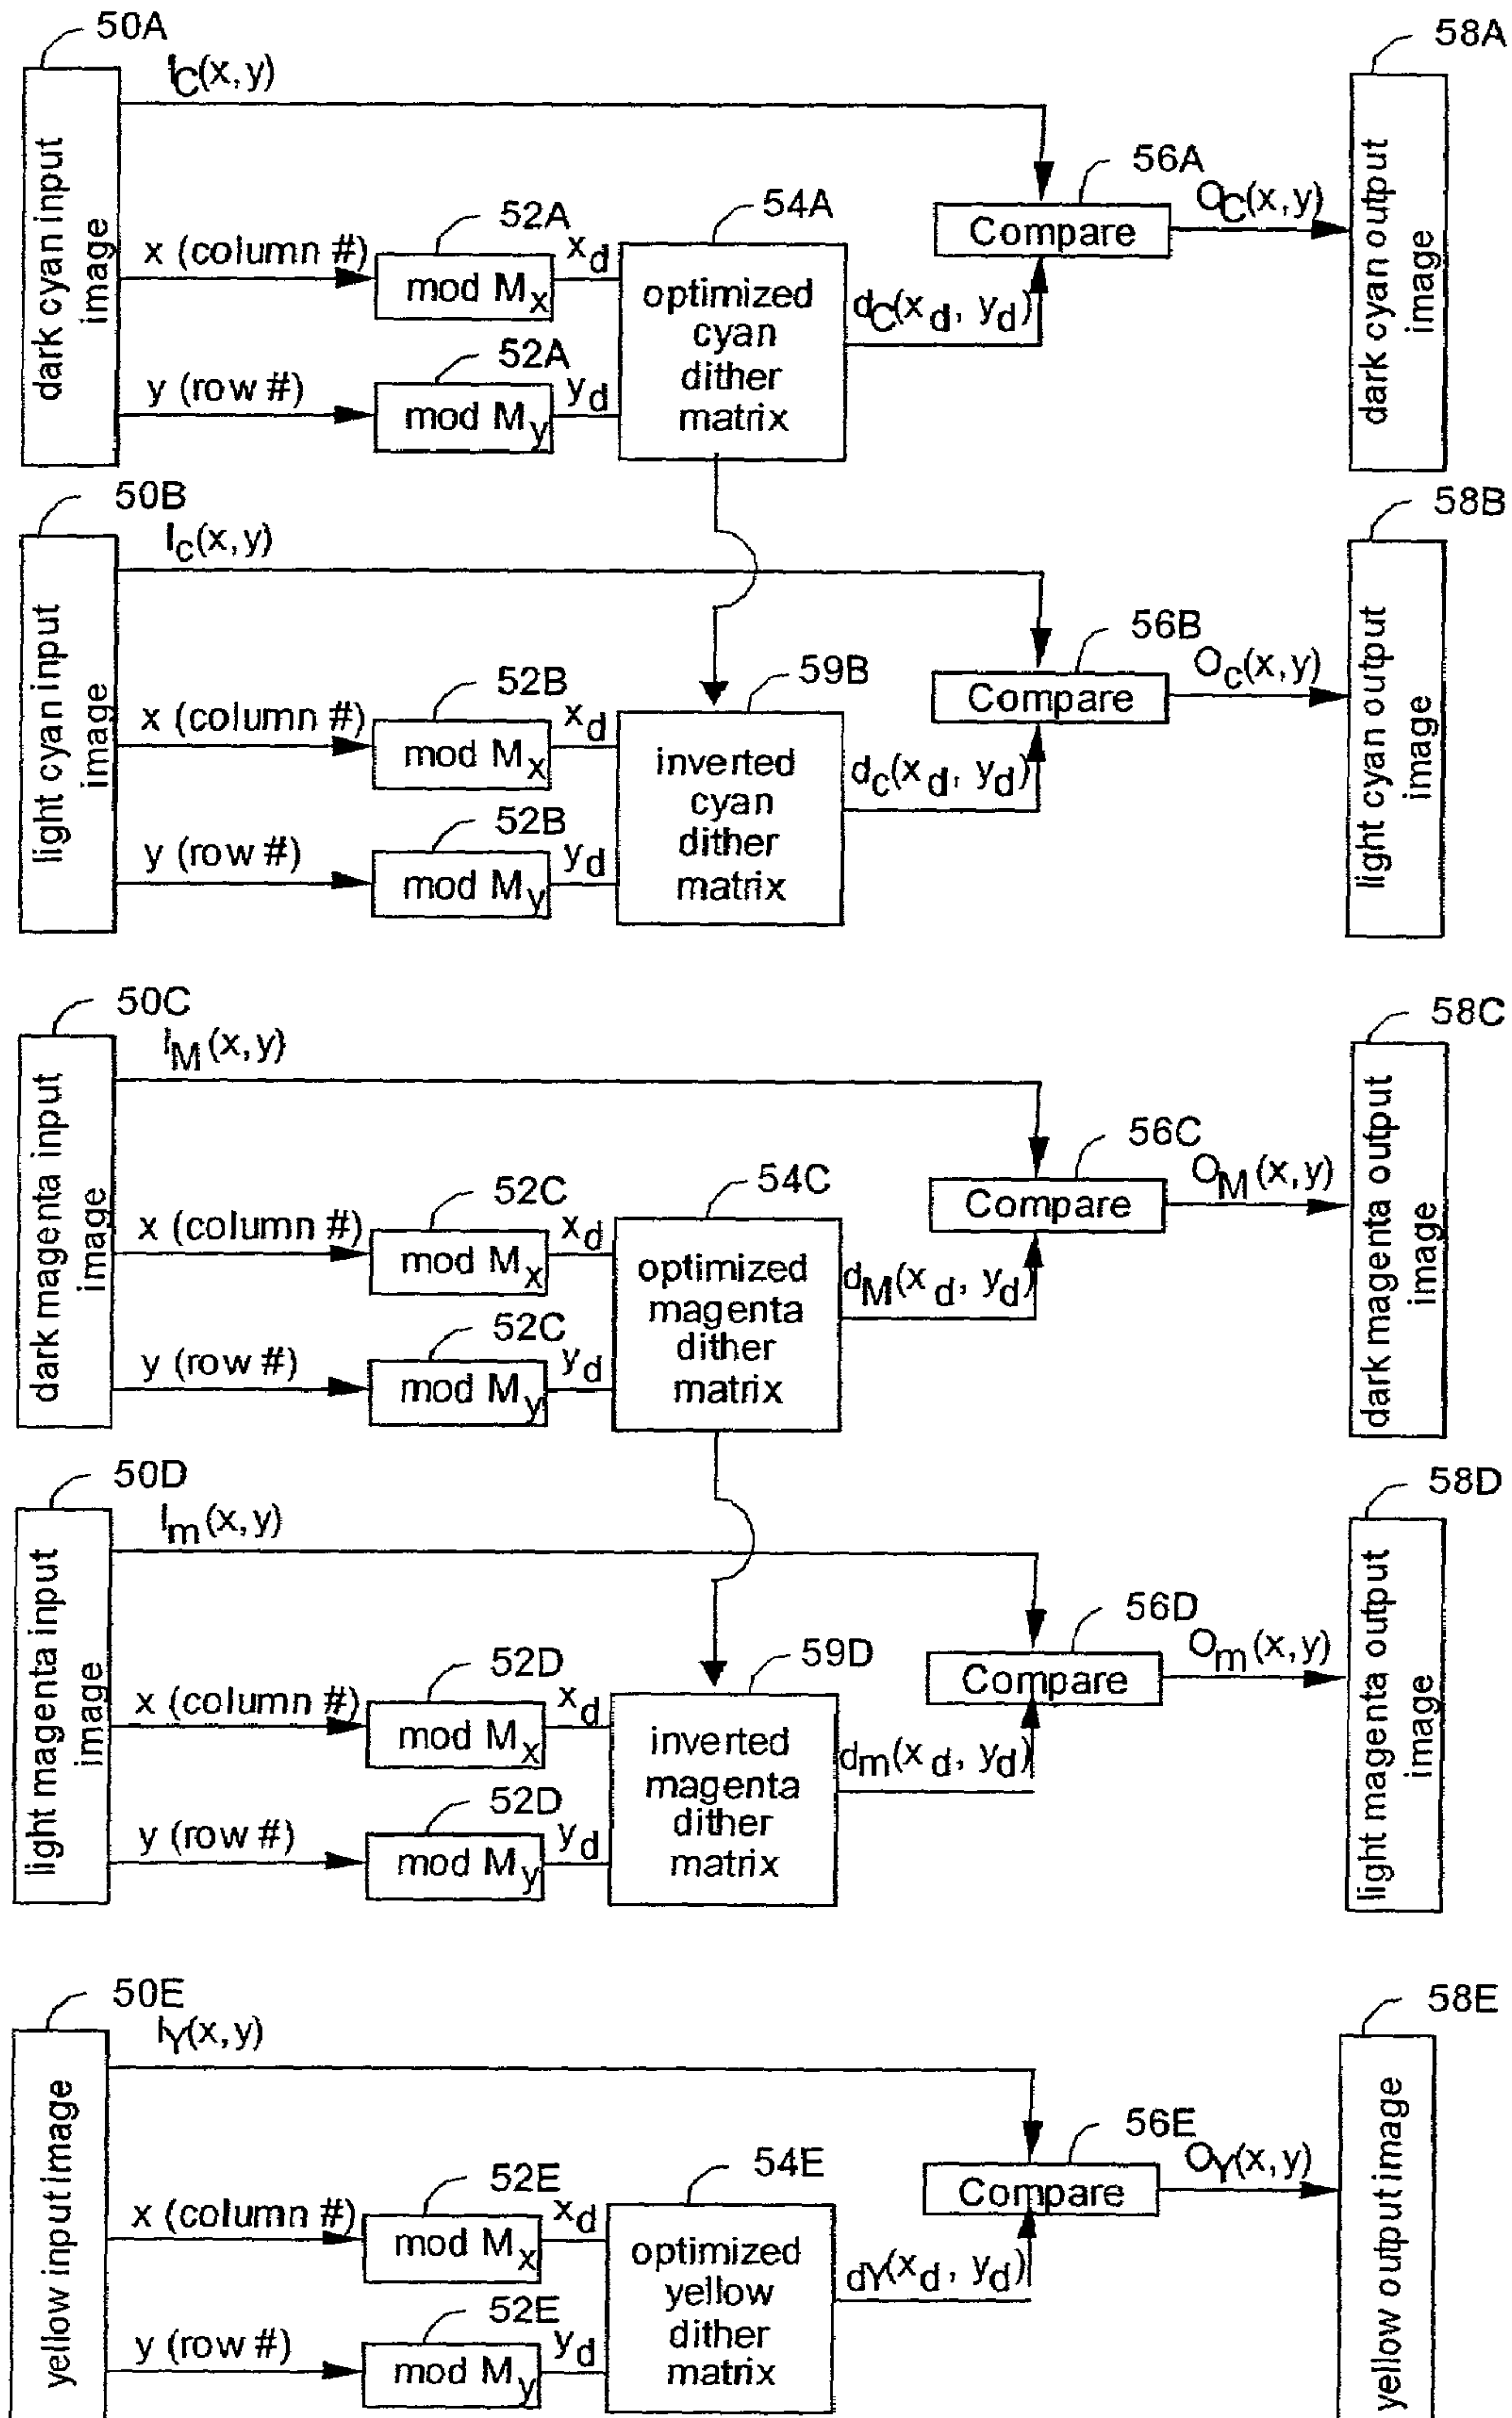 50A
I_C(x,y)
58A
dark cyan input
image
x (column #)
52A
mod M_x
x_d
54A
optimized
cyan
dither
matrix
56A
Compare
O_C(x,y)
d_C(x_d, y_d)
y (row #)
52A
mod M_y
y_d
dark cyan output
image
50B
I_c(x,y)
58B
light cyan input
image
x (column #)
52B
mod M_x
x_d
59B
inverted
cyan
dither
matrix
56B
Compare
O_c(x,y)
d_c(x_d, y_d)
y (row #)
52B
mod M_y
y_d
light cyan output
image
50C
I_M(x,y)
58C
dark magenta input
image
x (column #)
52C
mod M_x
x_d
54C
optimized
magenta
dither
matrix
56C
Compare
O_M(x,y)
d_M(x_d, y_d)
y (row #)
52C
mod M_y
y_d
dark magenta output
image
50D
I_m(x,y)
58D
light magenta input
image
x (column #)
52D
mod M_x
x_d
59D
inverted
magenta
dither
matrix
56D
Compare
O_m(x,y)
d_m(x_d, y_d)
y (row #)
52D
mod M_y
y_d
light magenta output
image
50E
I_Y(x,y)
58E
yellow input image
x (column #)
52E
mod M_x
x_d
54E
optimized
yellow
dither
matrix
56E
Compare
O_Y(x,y)
d_Y(x_d, y_d)
y (row #)
52E
mod M_y
y_d
yellow output image